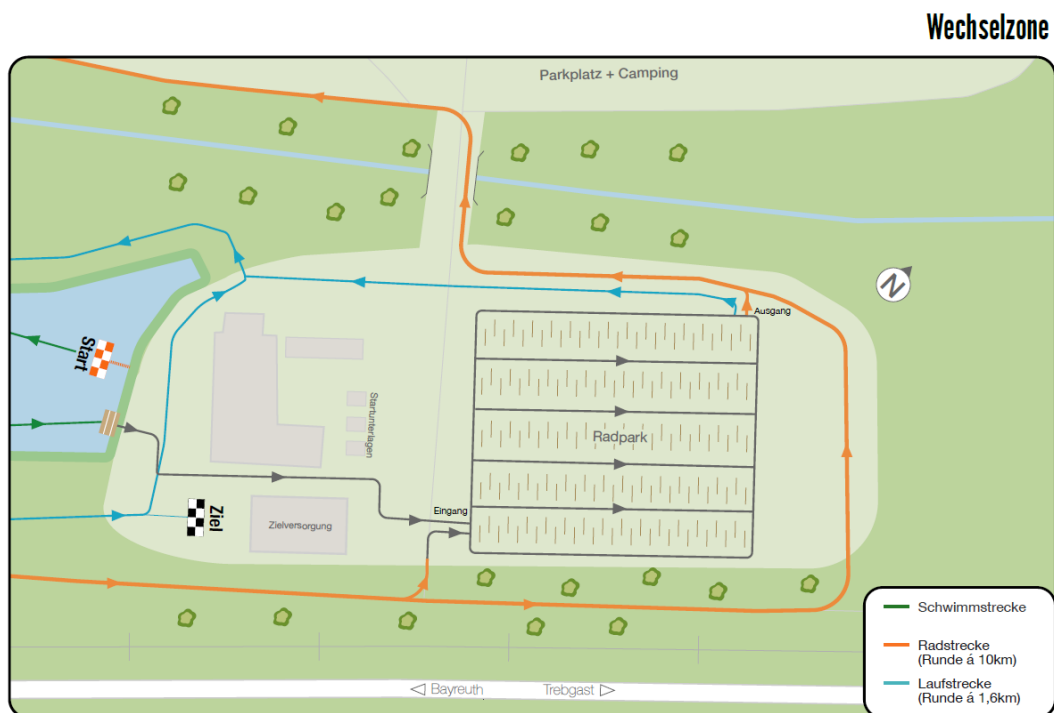 Wechselzone
Parkplatz + Camping
N
Ausgang
Start
Startunterlagen
Radpark
Eingang
Ziel
Zielversorgung
Schwimmstrecke
Radstrecke
(Runde á 10km)
Laufstrecke
(Runde á 1,6km)
Bayreuth
Trebgast